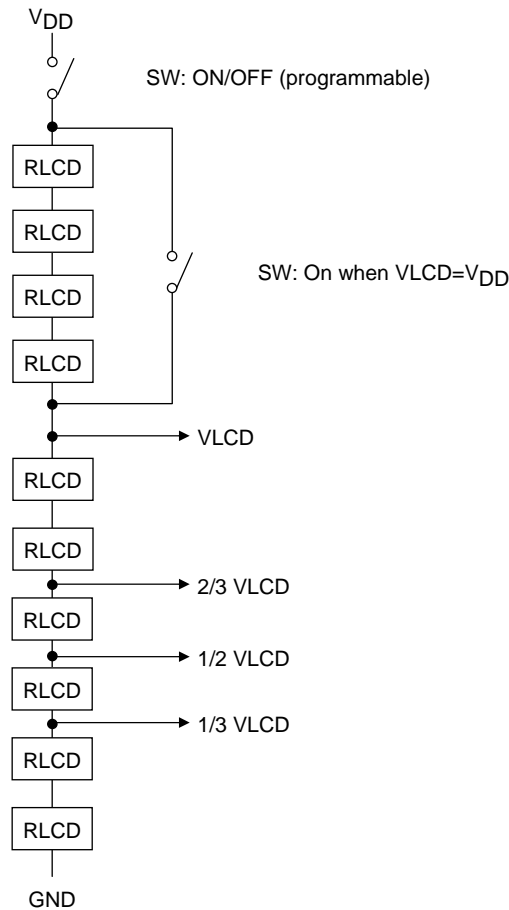 VDD
SW: ON/OFF (programmable)
RLCD
RLCD
RLCD
SW: On when VLCD=VDD
RLCD
VLCD
RLCD
RLCD
2/3 VLCD
RLCD
1/2 VLCD
RLCD
1/3 VLCD
RLCD
RLCD
GND